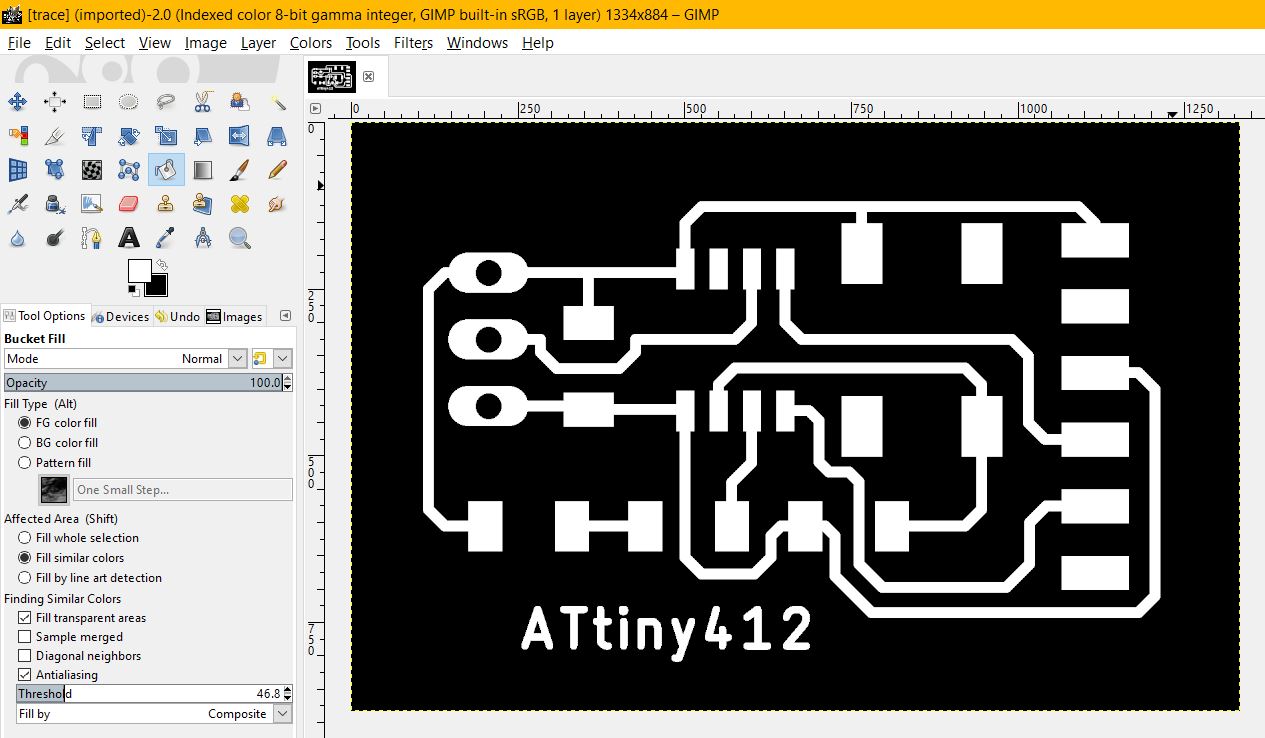 [trace] (imported)-2.0 (Indexed color 8-bit gamma integer, GIMP built-in sRGB, 1 layer) 1334x884 – GIMP
File Edit Select View Image Layer Colors Tools Filters Windows Help
0 250 500 750 1000 1250
0
250
500
750
Tool Options Devices Undo Images
Bucket Fill
Mode Normal
Opacity 100.0
Fill Type (Alt)
FG color fill
BG color fill
Pattern fill
One Small Step...
Affected Area (Shift)
Fill whole selection
Fill similar colors
Fill by line art detection
Finding Similar Colors
Fill transparent areas
Sample merged
Diagonal neighbors
Antialiasing
Threshold 46.8
Fill by Composite
ATtiny412